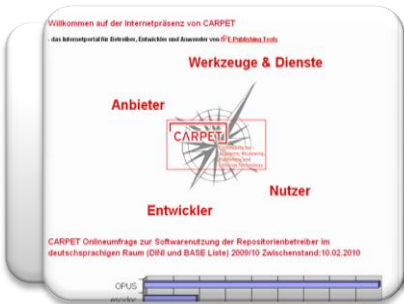 Willkommen auf der Internetpräsenz von CARPET
- das Internetportal für Betreiber, Entwickler und Anwender von E-Publishing Tools
Werkzeuge & Dienste
Anbieter
CARPET
Nutzer
Entwickler
CARPET Onlineumfrage zur Softwarenutzung der Repositorienbetreiber im
deutschsprachigen Raum (DINI und BASE Liste) 2009/10 Zwischenstand:10.02.2010
OPUS